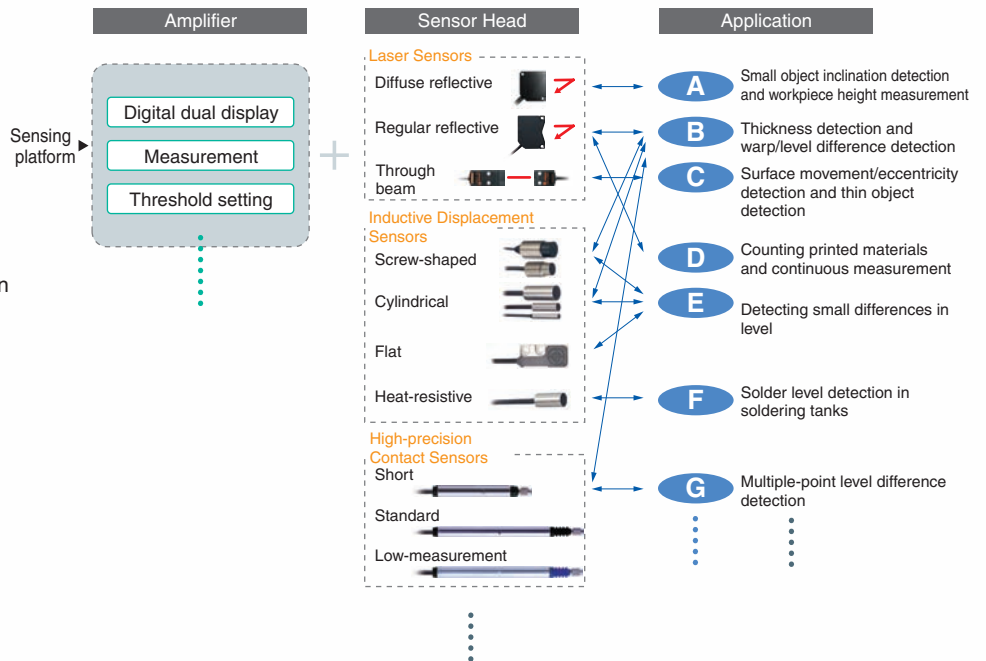 Amplifier
Sensing
platform
Digital dual display
Measurement
Threshold setting
n
+
Sensor Head
Laser Sensors
Diffuse reflective
Regular reflective
Through
beam
Inductive Displacement
Sensors
Screw-shaped
Cylindrical
Flat
Heat-resistive
High-precision
Contact Sensors
Short
Standard
Low-measurement
Application
A
Small object inclination detection
and workpiece height measurement
B
Thickness detection and
warp/level difference detection
C
Surface movement/eccentricity
detection and thin object
detection
D
Counting printed materials
and continuous measurement
E
Detecting small differences in
level
F
Solder level detection in
soldering tanks
G
Multiple-point level difference
detection